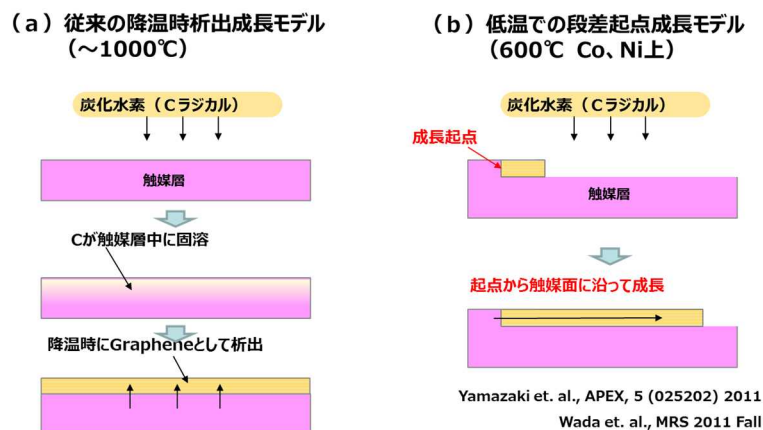 (a)従来の降温時析出成長モデル
(~1000℃)
炭化水素(Cラジカル)
触媒層
Cが触媒層中に固溶
降温時にGrapheneとして析出
(b)低温での段差起点成長モデル
(600℃ Co、Ni上)
炭化水素(Cラジカル)
成長起点
触媒層
起点から触媒面に沿って成長
Yamazaki et. al., APEX, 5 (025202) 2011
Wada et. al., MRS 2011 Fall